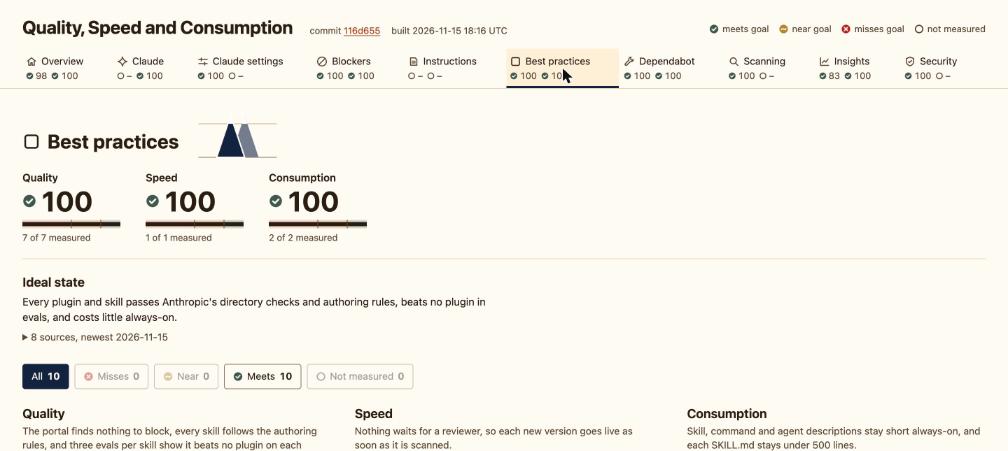 Quality, Speed and Consumption
commit 116d655 built 2026-11-15 18:16 UTC
meets goal near goal misses goal not measured
Overview Claude Claude settings Blockers Instructions Best practices Dependabot Scanning Insights Security
98 100 – 100 100 – 100 100 – – 100 100 100 100 – 83 100 100 –
Best practices
Quality Speed Consumption
100 100 100
7 of 7 measured 1 of 1 measured 2 of 2 measured
Ideal state
Every plugin and skill passes Anthropic's directory checks and authoring rules, beats no plugin in
evals, and costs little always-on.
8 sources, newest 2026-11-15
All 10 Misses 0 Near 0 Meets 10 Not measured 0
Quality
The portal finds nothing to block, every skill follows the authoring
rules, and three evals per skill show it beats no plugin on each
Speed
Nothing waits for a reviewer, so each new version goes live as
soon as it is scanned.
Consumption
Skill, command and agent descriptions stay short always-on, and
each SKILL.md stays under 500 lines.